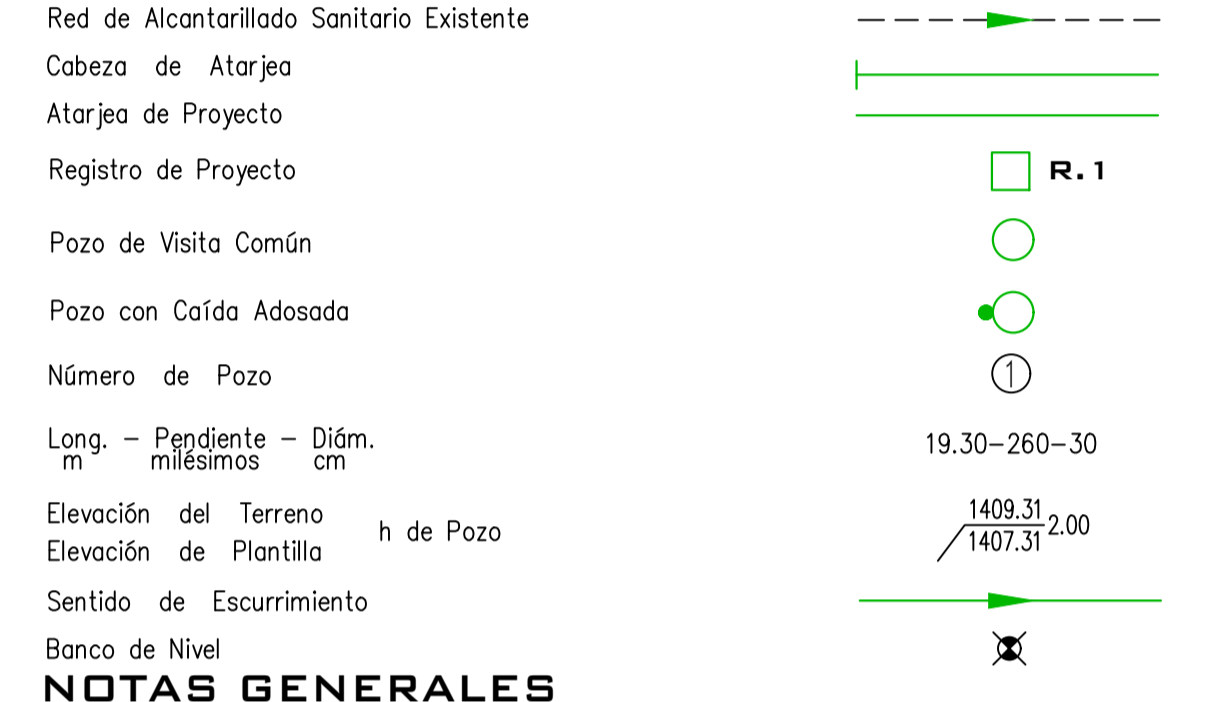 Red de Alcantarillado Sanitario Existente
Cabeza de Atarjea
Atarjea de Proyecto
Registro de Proyecto R.1
Pozo de Visita Común
Pozo con Caída Adosada
Número de Pozo 1
Long. – Pendiente – Diám. 19.30–260–30
m milésimos cm
Elevación del Terreno 1409.31
h de Pozo 2.00
Elevación de Plantilla 1407.31
Sentido de Escurrimiento
Banco de Nivel
NOTAS GENERALES